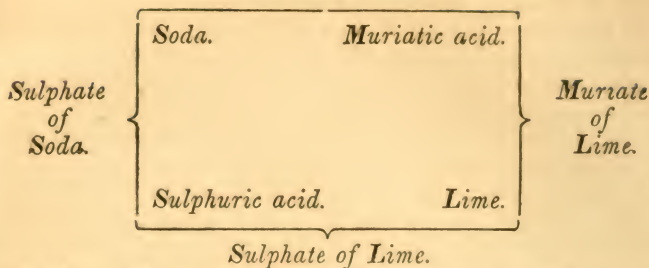 Soda. Muriatic acid.
Sulphate
of
Soda.
Muriate
of
Lime.
Sulphuric acid. Lime.
Sulphate of Lime.